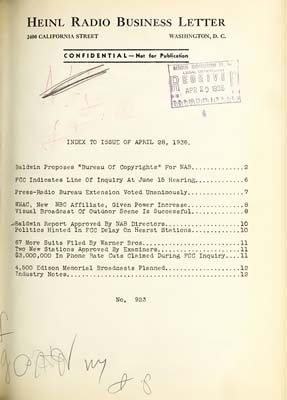 HEINL RADIO BUSINESS LETTER
2400 CALIFORNIA STREET WASHINGTON, D. C.
CONFIDENTIAL—Not for Publication
APR 29 1936
INDEX TO ISSUE OF APRIL 28, 1936.
Baldwin Proposes "Bureau Of Copyrights" For NAB..............2
FCC Indicates Line Of Inquiry At June 15 Hearing.............6
Press-Radio Bureau Extension Voted Unanimously...............7
New NBC Affiliate, Given Power Increase...............8
Visual Broadcast Of Outdoor Scene Is Successful..............8
Baldwin Report Approved By NAB Directors....................10
Politics Hinted In FCC Delay On Hearst Stations.............10
67 More Suits Filed By Warner Bros..........................11
Two New Stations Approved By Examiners......................11
$3,000,000 In Phone Rate Cuts Claimed During FCC Inquiry....11
4,500 Edison Memorial Broadcasts Planned....................12
Industry Notes..............................................12
No. 923